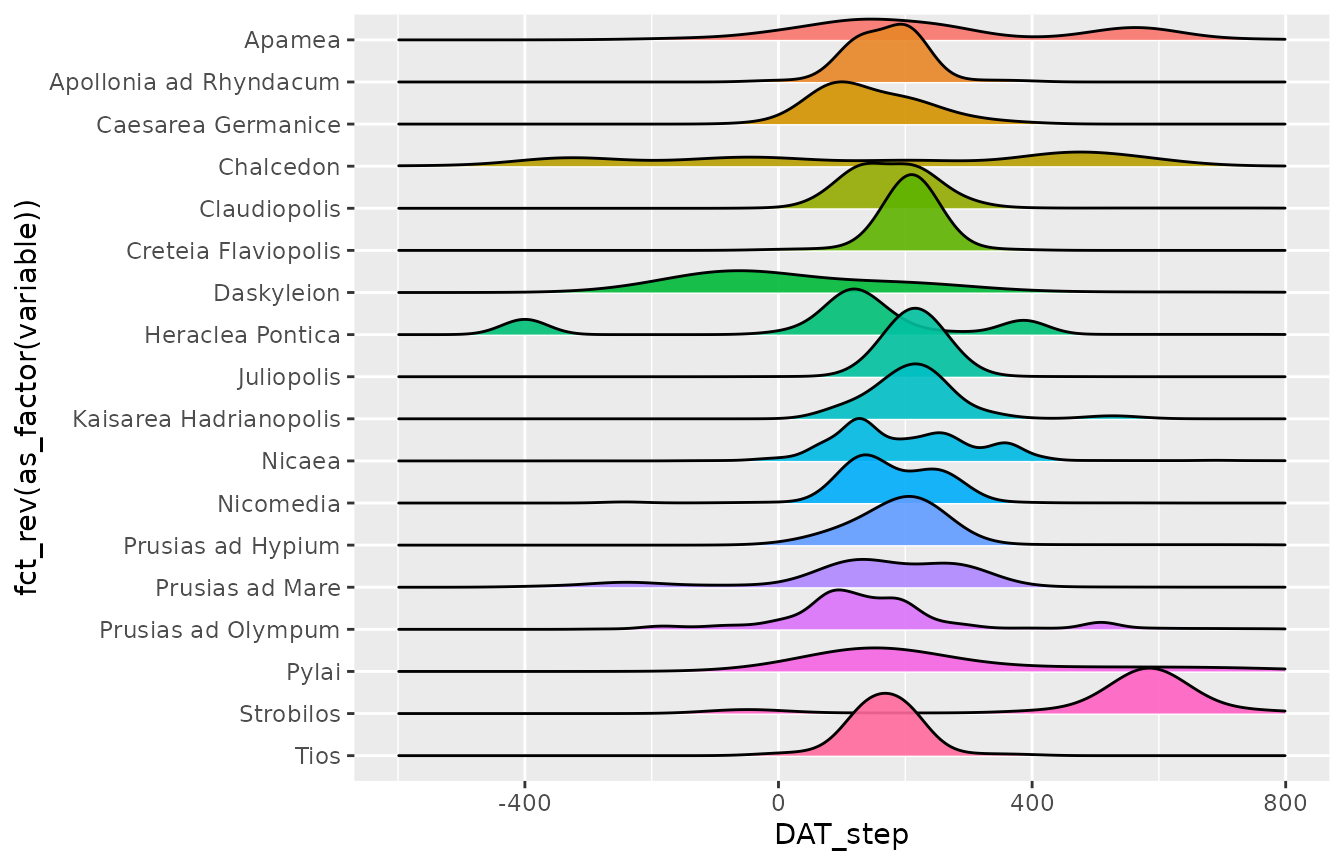 Apamea
Apollonia ad Rhyndacum
Caesarea Germanice
Chalcedon
Claudiopolis
Creteia Flaviopolis
Daskyleion
Heraclea Pontica
Juliopolis
Kaisarea Hadrianopolis
Nicaea
Nicomedia
Prusias ad Hypium
Prusias ad Mare
Prusias ad Olympum
Pylai
Strobilos
Tios
fct_rev(as_factor(variable))
-400 0 400 800
DAT_step